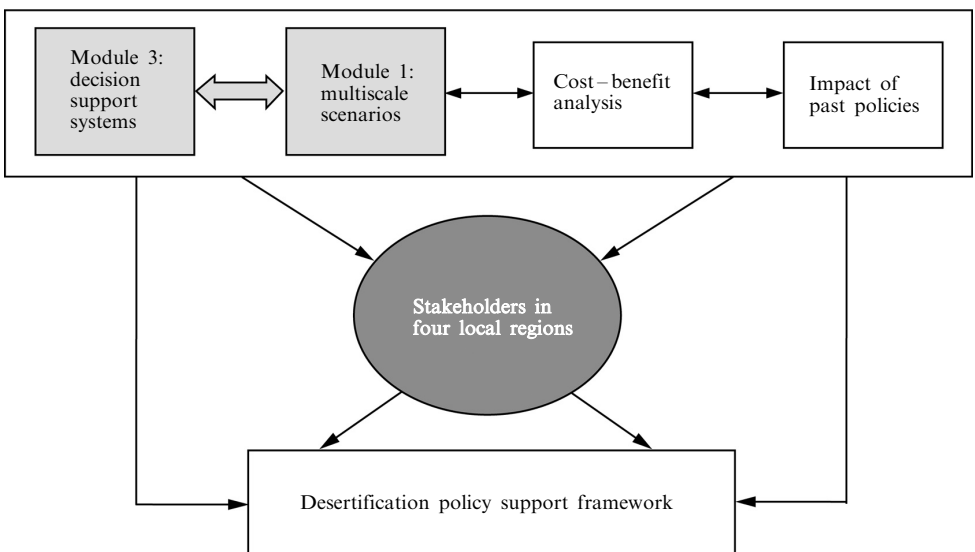 Module 3:
decision
support
systems
Module 1:
multiscale
scenarios
Cost–benefit
analysis
Impact of
past policies
Stakeholders in
four local regions
Desertification policy support framework